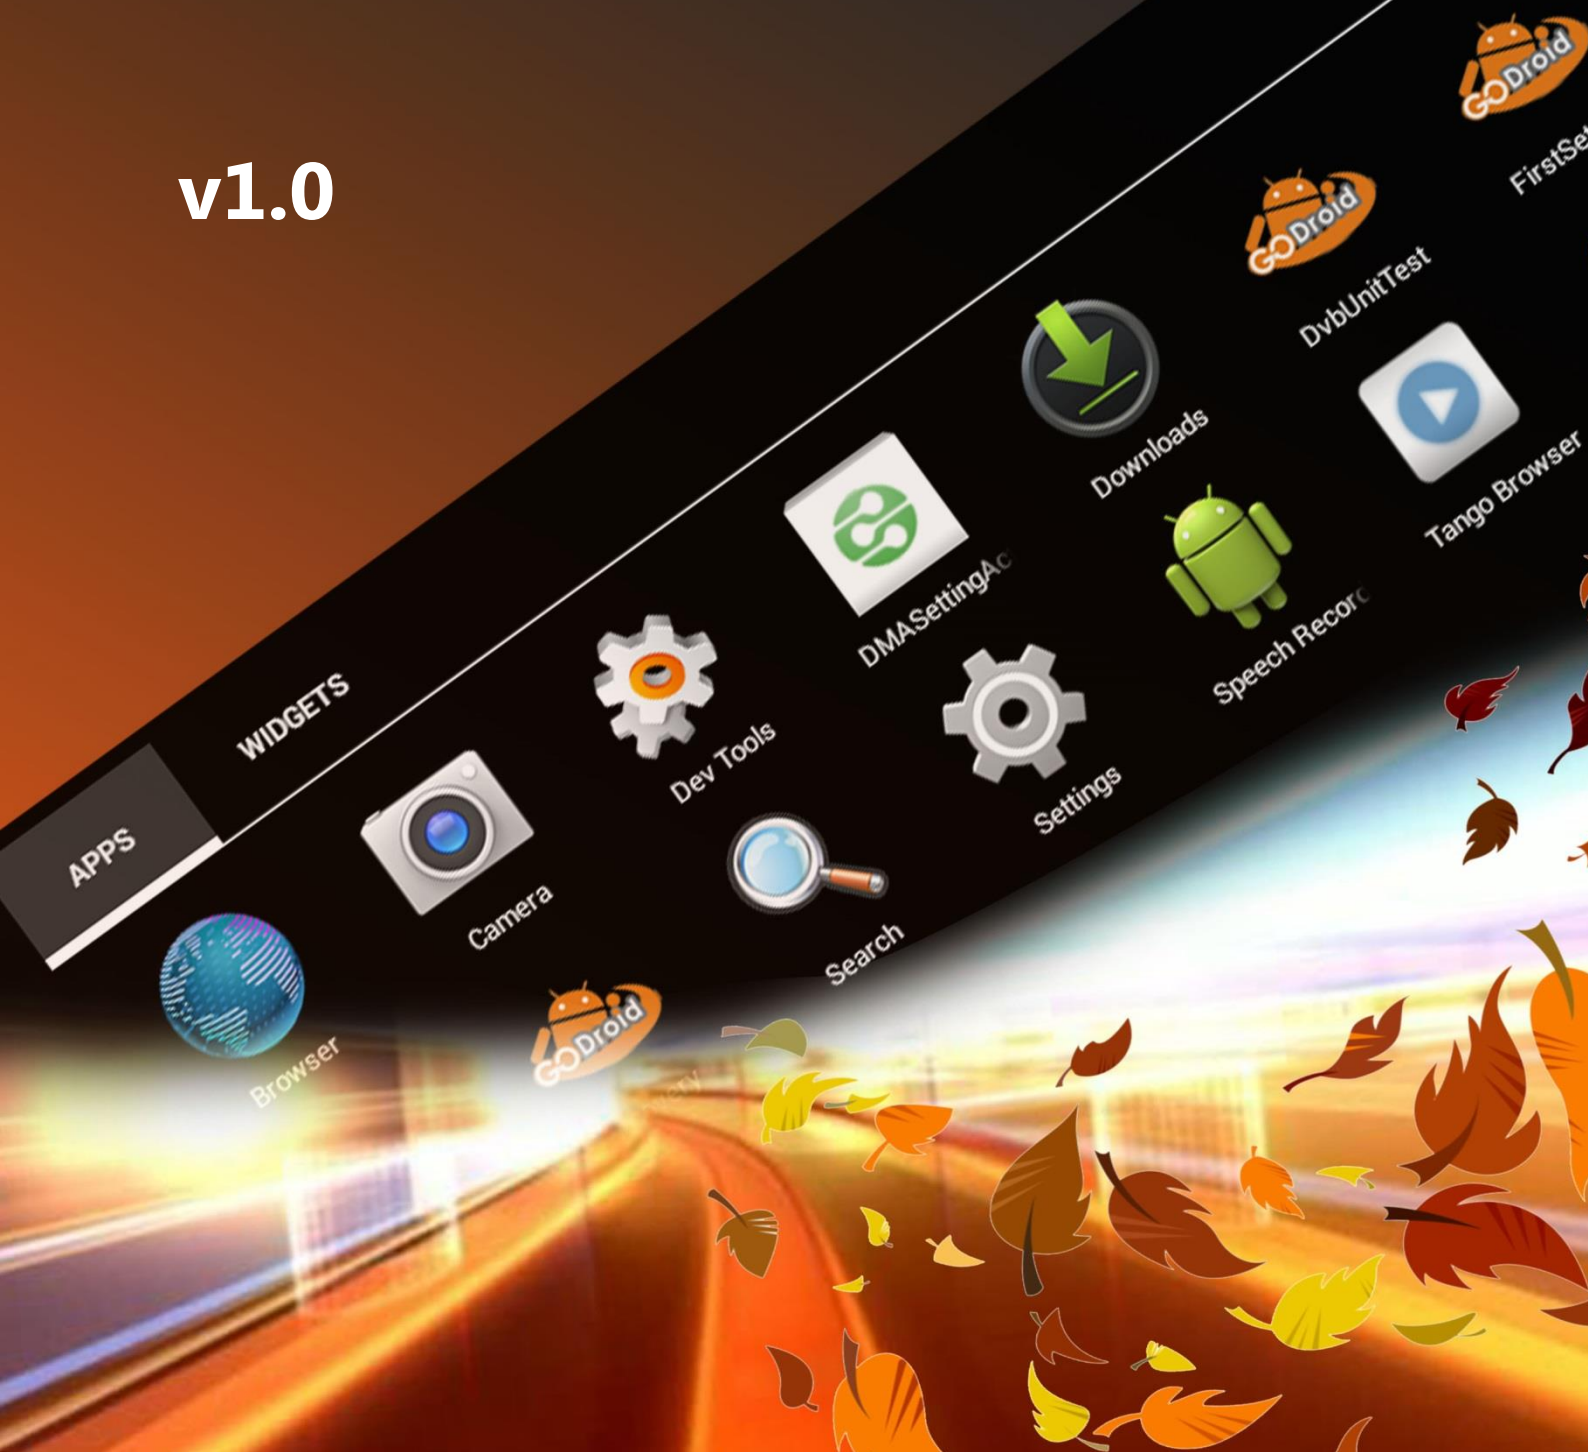 v1.0
APPS
WIDGETS
Browser
Camera
Dev Tools
DMASettingAc
Downloads
GODroid
DvbUnitTest
GODroid
FirstSet
GODroid
Search
Settings
Speech Record
Tango Browser